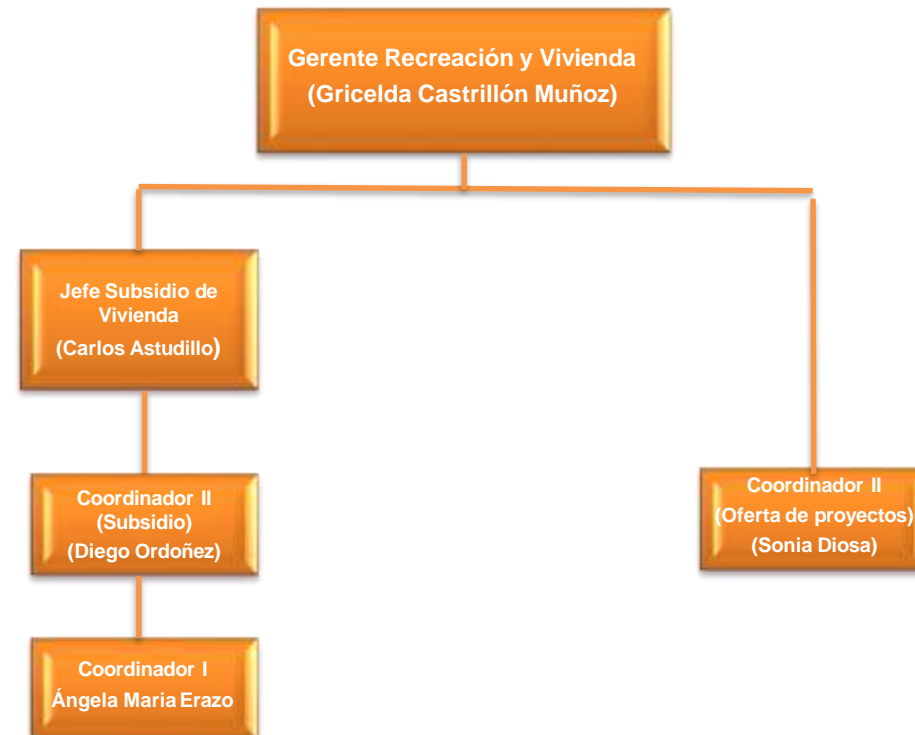 Gerente Recreación y Vivienda
(Gricelda Castrillón Muñoz)
Jefe Subsidio de
Vivienda
(Carlos Astudillo)
Coordinador II
(Subsidio)
(Diego Ordoñez)
Coordinador II
(Oferta de proyectos)
(Sonia Diosa)
Coordinador I
Ángela Maria Erazo